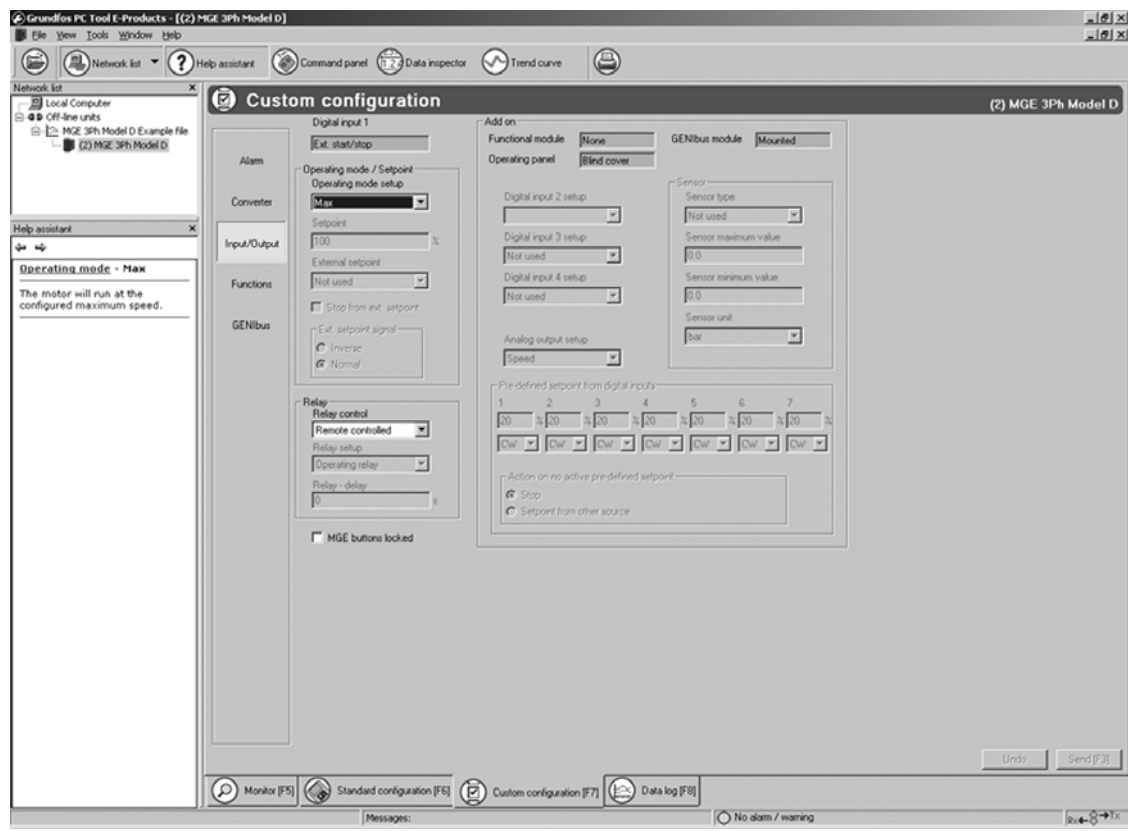 Grundfos PC Tool E-Products - [(2) MGE 3Ph Model D]
File View Tools Window Help
Network list Help assistant Command panel Data inspector Trend curve
Network list
Local Computer
Off-line units
MGE 3Ph Model D Example file
(2) MGE 3Ph Model D
Help assistant
Operating mode - Max
The motor will run at the
configured maximum speed.
Custom configuration
(2) MGE 3Ph Model D
Alarm
Converter
Input/Output
Functions
GENIbus
Digital input 1
Ext. start/stop
Operating mode / Setpoint
Operating mode setup
Max
Setpoint
100 %
External setpoint
Not used
Stop from ext. setpoint
Ext. setpoint signal
Inverse
Normal
Relay
Relay control
Remote controlled
Relay setup
Operating relay
Relay - delay
0 s
MGE buttons locked
Add on
Functional module None GENIbus module Mounted
Operating panel Blind cover
Digital input 2 setup
Digital input 3 setup
Not used
Digital input 4 setup
Not used
Analog output setup
Speed
Sensor
Sensor type
Not used
Sensor maximum value
0.0
Sensor minimum value
0.0
Sensor unit
bar
Pre-defined setpoint from digital inputs
1 2 3 4 5 6 7
20 % 20 % 20 % 20 % 20 % 20 % 20 %
CW CW CW CW CW CW CW
Action on no active pre-defined setpoint
Stop
Setpoint from other source
Undo Send [F3]
Monitor [F5] Standard configuration [F6] Custom configuration [F7] Data log [F8]
Messages: No alarm / warning Rx Tx